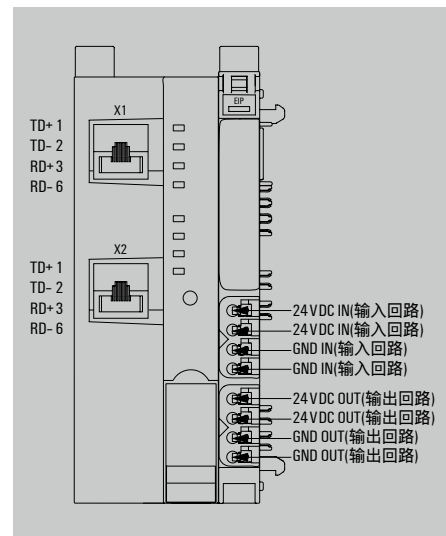 X1
EIP
TD+ 1
TD- 2
RD+3
RD- 6
X2
TD+ 1
TD- 2
RD+3
RD- 6
24VDC IN(输入回路)
24VDC IN(输入回路)
GND IN(输入回路)
GND IN(输入回路)
24VDC OUT(输出回路)
24VDC OUT(输出回路)
GND OUT(输出回路)
GND OUT(输出回路)